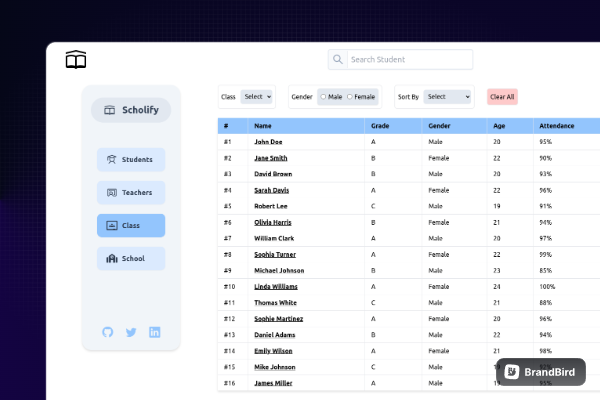 Search Student
Scholify
Students
Teachers
Class
School
Class Select Gender Male Female Sort By Select Clear All
# Name Grade Gender Age Attendance
#1 John Doe A Male 20 95%
#2 Jane Smith B Female 22 90%
#3 David Brown B Male 20 93%
#4 Sarah Davis A Female 22 96%
#5 Robert Lee C Male 19 91%
#6 Olivia Harris B Female 21 94%
#7 William Clark A Male 20 97%
#8 Sophia Turner A Female 22 99%
#9 Michael Johnson B Male 23 85%
#10 Linda Williams A Female 24 100%
#11 Thomas White C Male 21 88%
#12 Sophie Martinez A Female 20 96%
#13 Daniel Adams B Male 22 94%
#14 Emily Wilson A Female 21 98%
#15 Mike Johnson C Male
#16 James Miller A Male
BrandBird